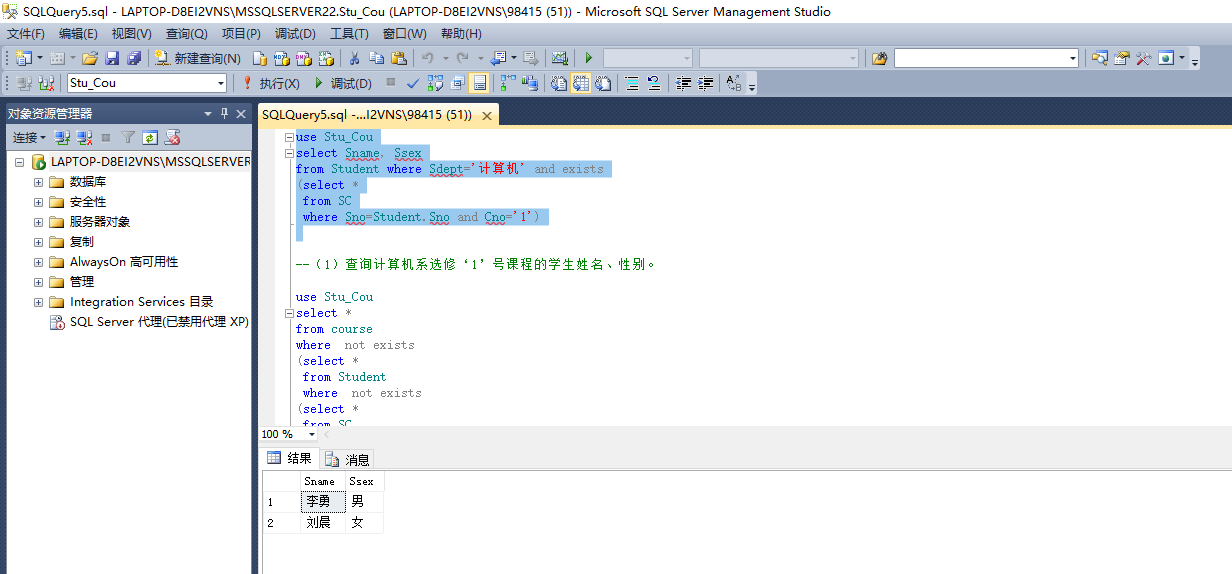 SQLQuery5.sql - LAPTOP-D8EI2VNS\MSSQLSERVER22.Stu_Cou (LAPTOP-D8EI2VNS\98415 (51)) - Microsoft SQL Server Management Studio
文件(F) 编辑(E) 视图(V) 查询(Q) 项目(P) 调试(D) 工具(T) 窗口(W) 帮助(H)
新建查询(N)
Stu_Cou 执行(X) 调试(D)
对象资源管理器
连接
LAPTOP-D8EI2VNS\MSSQLSERVER
数据库
安全性
服务器对象
复制
AlwaysOn 高可用性
管理
Integration Services 目录
SQL Server 代理(已禁用代理 XP)
SQLQuery5.sql -...I2VNS\98415 (51))
use Stu_Cou
select Sname, Ssex
from Student where Sdept='计算机' and exists
(select *
from SC
where Sno=Student.Sno and Cno='1')
--（1）查询计算机系选修‘1’号课程的学生姓名、性别。
use Stu_Cou
select *
from course
where not exists
(select *
from Student
where not exists
(select *
from SC
100 %
结果 消息
Sname Ssex
1 李勇 男
2 刘晨 女